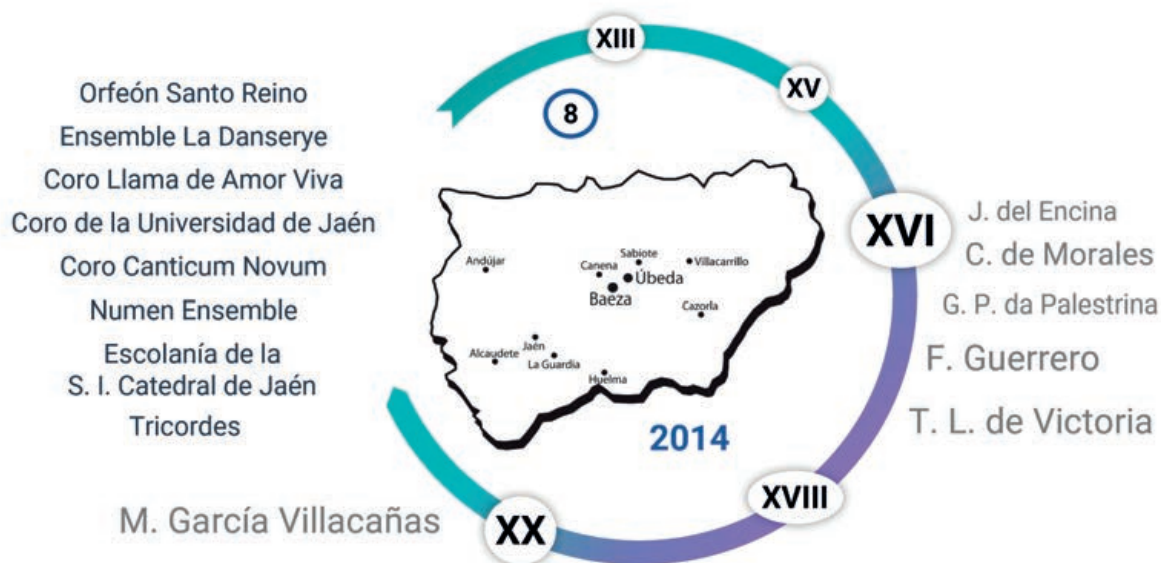 XIII
XV
8
Orfeón Santo Reino
Ensemble La Danserye
Coro Llama de Amor Viva
Coro de la Universidad de Jaén
Coro Canticum Novum
Numen Ensemble
Escolanía de la
S. I. Catedral de Jaén
Tricordes
Andújar
Sabiote
Canena
Villacarrillo
Úbeda
Baeza
Cazorla
Jaén
Alcaudete
La Guardia
Huelma
2014
XVI
J. del Encina
C. de Morales
G. P. da Palestrina
F. Guerrero
T. L. de Victoria
XVIII
XX
M. García Villacañas